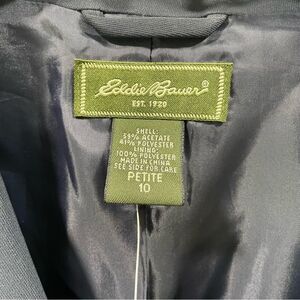 Eddie Bauer®
EST. 1920
SHELL:
59% ACETATE
41% POLYESTER
LINING:
100% POLYESTER
MADE IN CHINA
SEE SIDE FOR CARE
PETITE
10